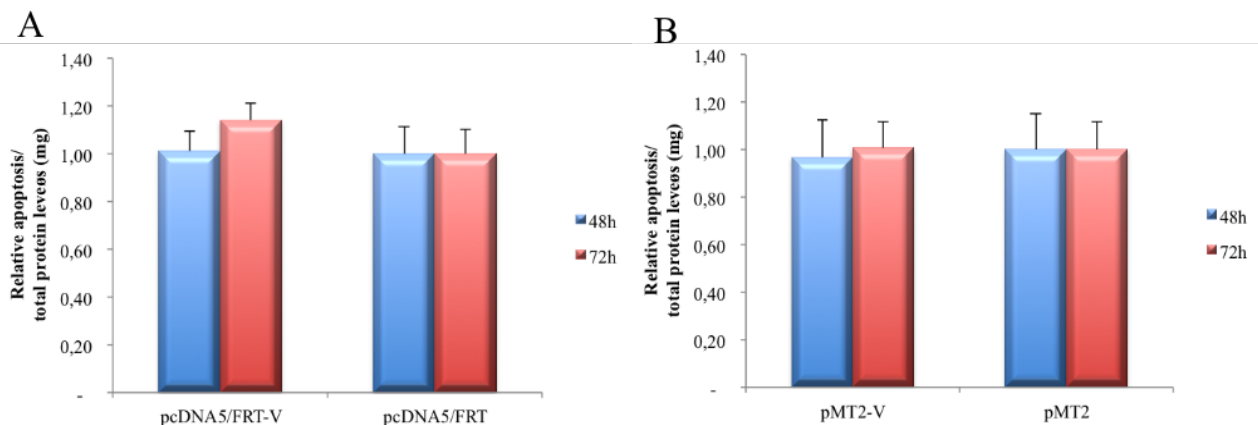 A
Relative apoptosis/
total protein leveos (mg)
1,40
1,20
1,00
0,80
0,60
0,40
0,20
-
pcDNA5/FRT-V
pcDNA5/FRT
48h
72h
B
Relative apoptosis/
total protein leveos (mg)
1,40
1,20
1,00
0,80
0,60
0,40
0,20
-
pMT2-V
pMT2
48h
72h